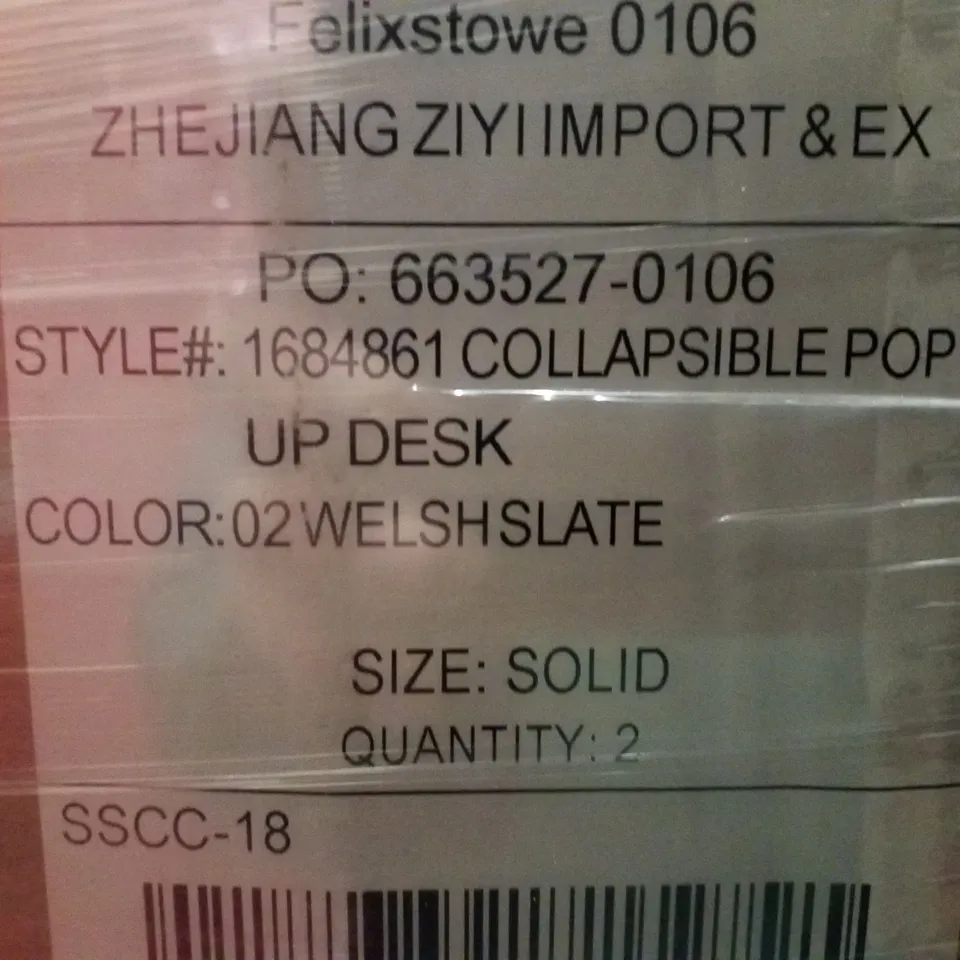 Felixstowe 0106
ZHEJIANG ZIYI IMPORT & EX
PO: 663527-0106
STYLE#: 1684861 COLLAPSIBLE POP
UP DESK
COLOR: 02 WELSH SLATE
SIZE: SOLID
QUANTITY: 2
SSCC-18